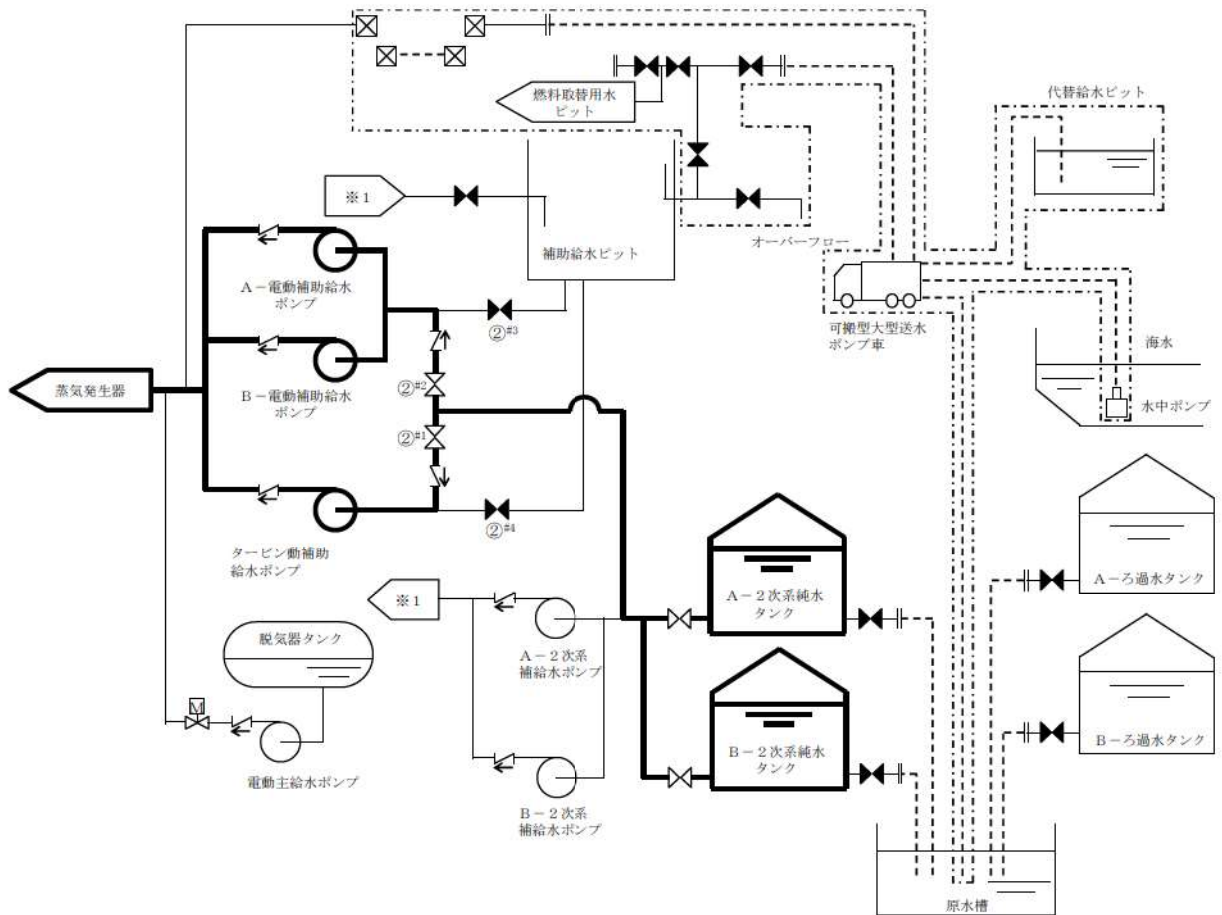 燃料取替用水
ピット
代替給水ピット
※1
補助給水ピット
オーバーフロー
A-電動補助給水
ポンプ
②#3
可搬型大型送水
ポンプ車
海水
蒸気発生器
B-電動補助給水
ポンプ
②#2
②#1
水中ポンプ
②#4
タービン動補助
給水ポンプ
A-2次系純水
タンク
A-ろ過水タンク
※1
脱気器タンク
A-2次系
補給水ポンプ
M
B-2次系純水
タンク
B-ろ過水タンク
電動主給水ポンプ
B-2次系
補給水ポンプ
原水槽